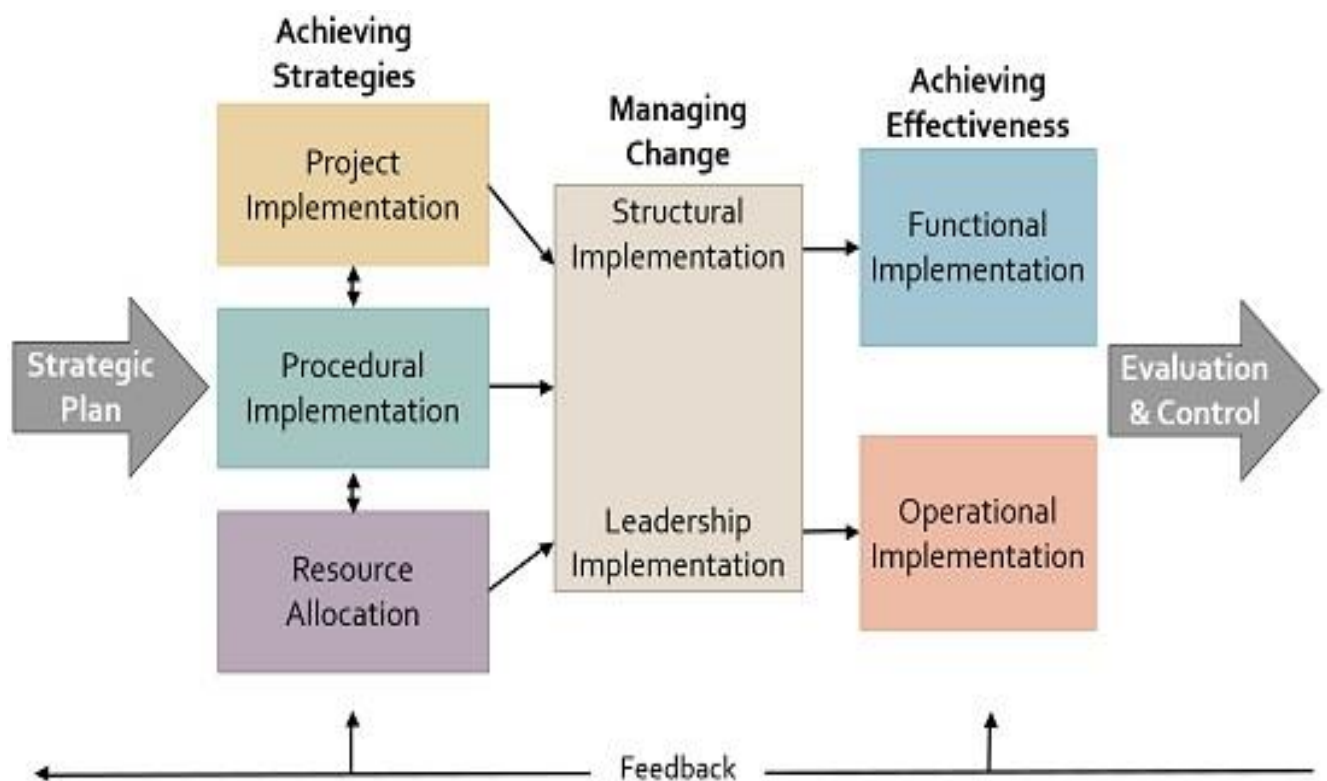 Achieving
Strategies
Project
Implementation
Procedural
Implementation
Resource
Allocation
Strategic
Plan
Managing
Change
Structural
Implementation
Leadership
Implementation
Achieving
Effectiveness
Functional
Implementation
Operational
Implementation
Evaluation
& Control
Feedback